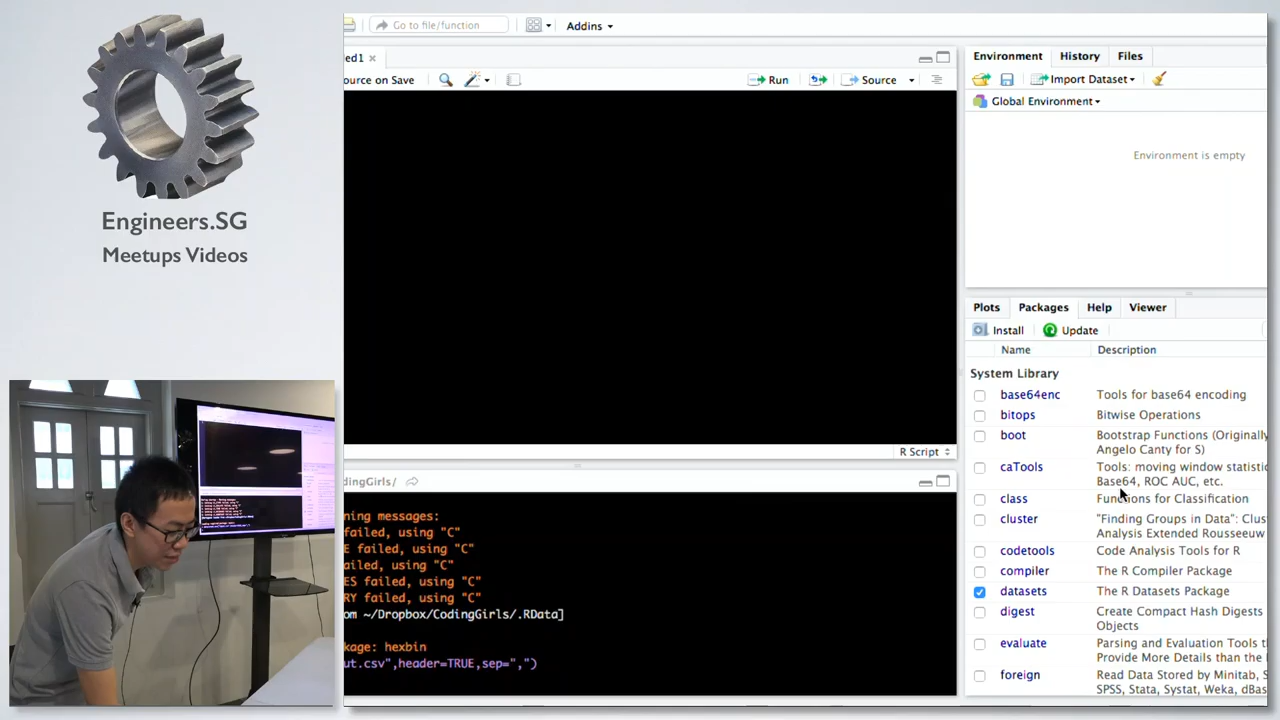 Engineers.SG
Meetups Videos
Go to file/function
Addins
ed1
ource on Save
Run
Source
R Script
dingGirls/
ning messages:
failed, using "C"
E failed, using "C"
ailed, using "C"
ES failed, using "C"
RY failed, using "C"
om ~/Dropbox/CodingGirls/.RData]
kage: hexbin
ut.csv",header=TRUE,sep=",")
Environment
History
Files
Import Dataset
Global Environment
Environment is empty
Plots
Packages
Help
Viewer
Install
Update
Name
Description
System Library
base64enc
Tools for base64 encoding
bitops
Bitwise Operations
boot
Bootstrap Functions (Originally
Angelo Canty for S)
caTools
Tools: moving window statistic
Base64, ROC AUC, etc.
class
Functions for Classification
cluster
"Finding Groups in Data": Clus
Analysis Extended Rousseeuw
codetools
Code Analysis Tools for R
compiler
The R Compiler Package
datasets
The R Datasets Package
digest
Create Compact Hash Digests
Objects
evaluate
Parsing and Evaluation Tools t
Provide More Details than the
foreign
Read Data Stored by Minitab, S
SPSS, Stata, Systat, Weka, dBas